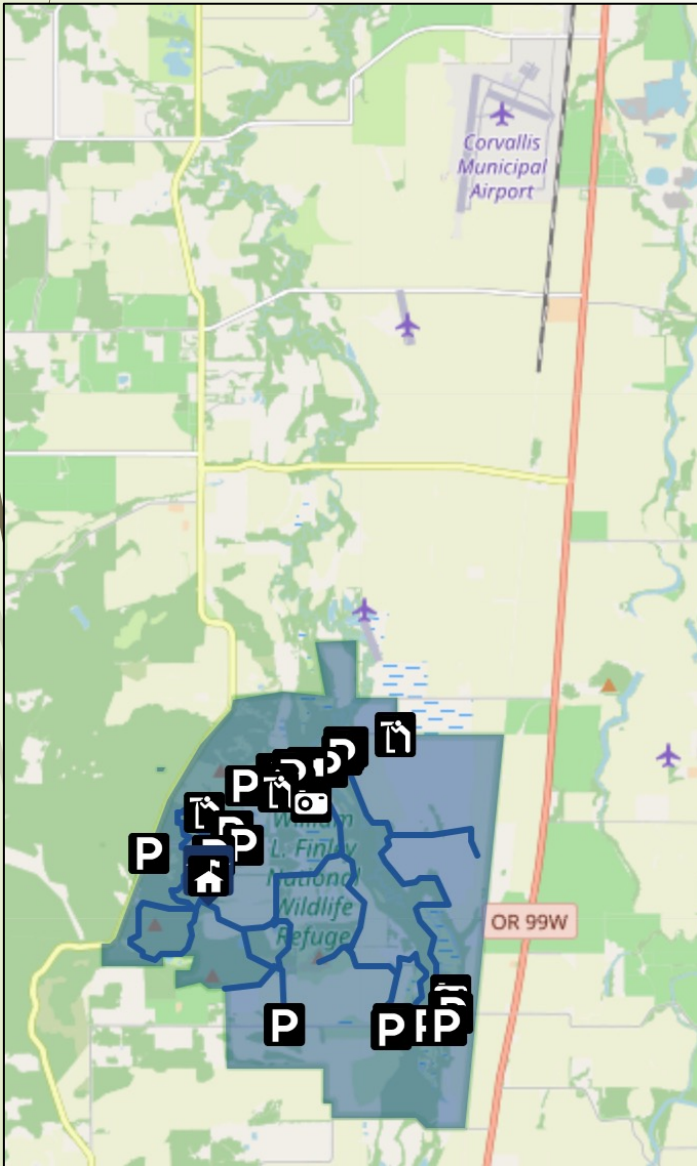 Corvallis
Municipal
Airport
P
P
P
P
P
P
P
William
L. Finley
National
Wildlife
Refuge
OR 99W
P
P
P
P
P